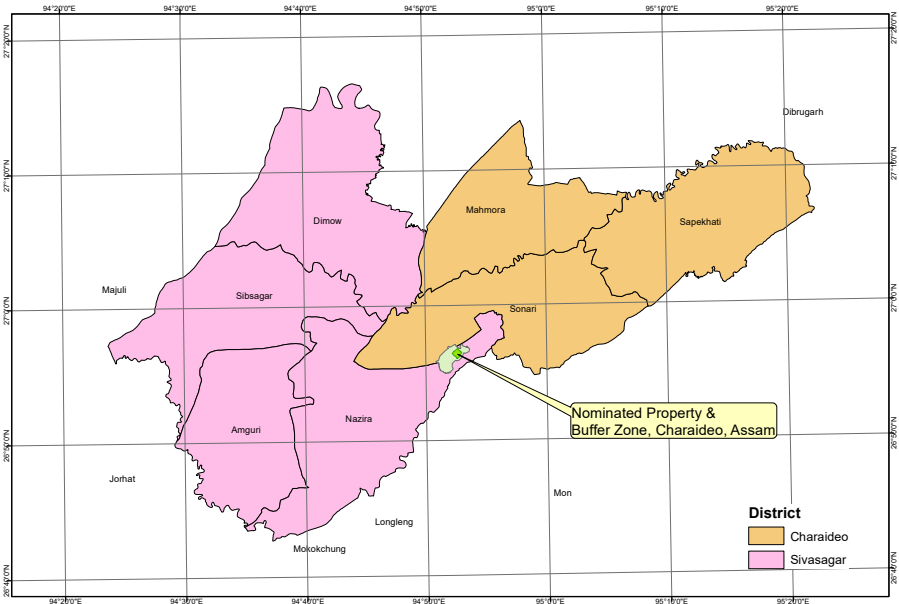 94°20'0"E 94°30'0"E 94°40'0"E 94°50'0"E 95°0'0"E 95°10'0"E 95°20'0"E
27°20'0"N
27°20'0"N
Dibrugarh
27°10'0"N
27°10'0"N
Mahmora
Dimow
Sapekhati
Majuli
Sibsagar
27°0'0"N
Sonari
27°0'0"N
Nominated Property &
Buffer Zone, Charaideo, Assam
Nazira
Amguri
26°50'0"N
26°50'0"N
Jorhat
Mon
Longleng
Mokokchung
District
Charaideo
Sivasagar
26°40'0"N
26°40'0"N
94°20'0"E 94°30'0"E 94°40'0"E 94°50'0"E 95°0'0"E 95°10'0"E 95°20'0"E